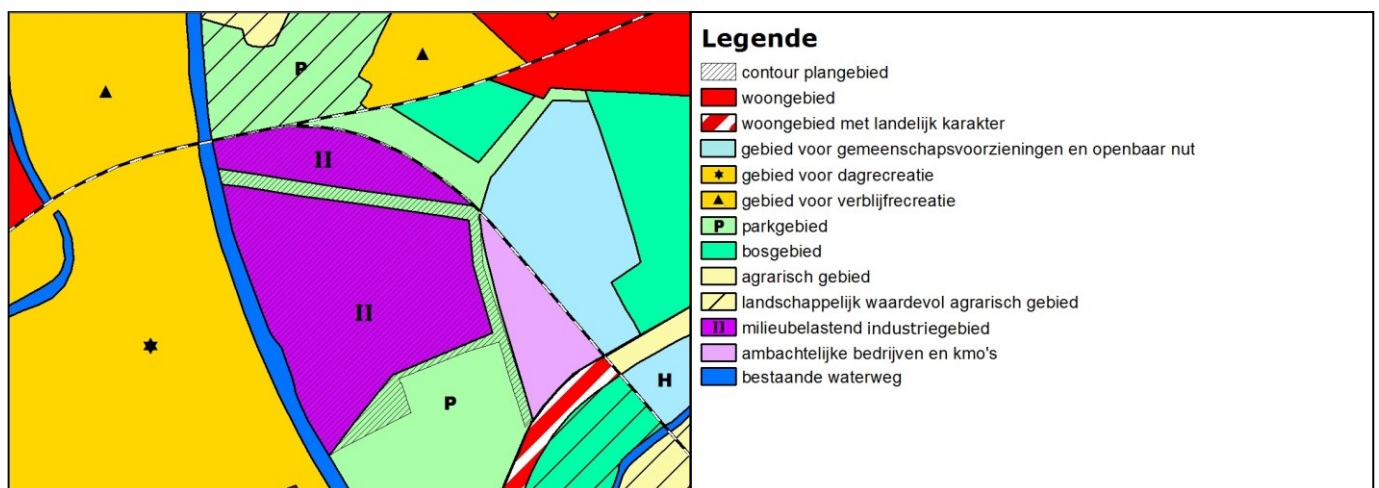 P
II
II
P
H
Legende
contour plangebied
woongebied
woongebied met landelijk karakter
gebied voor gemeenschapsvoorzieningen en openbaar nut
gebied voor dagrecreatie
gebied voor verblijfrecreatie
P parkgebied
bosgebied
agrarisch gebied
landschappelijk waardevol agrarisch gebied
II milieubelastend industriegebied
ambachtelijke bedrijven en kmo's
bestaande waterweg